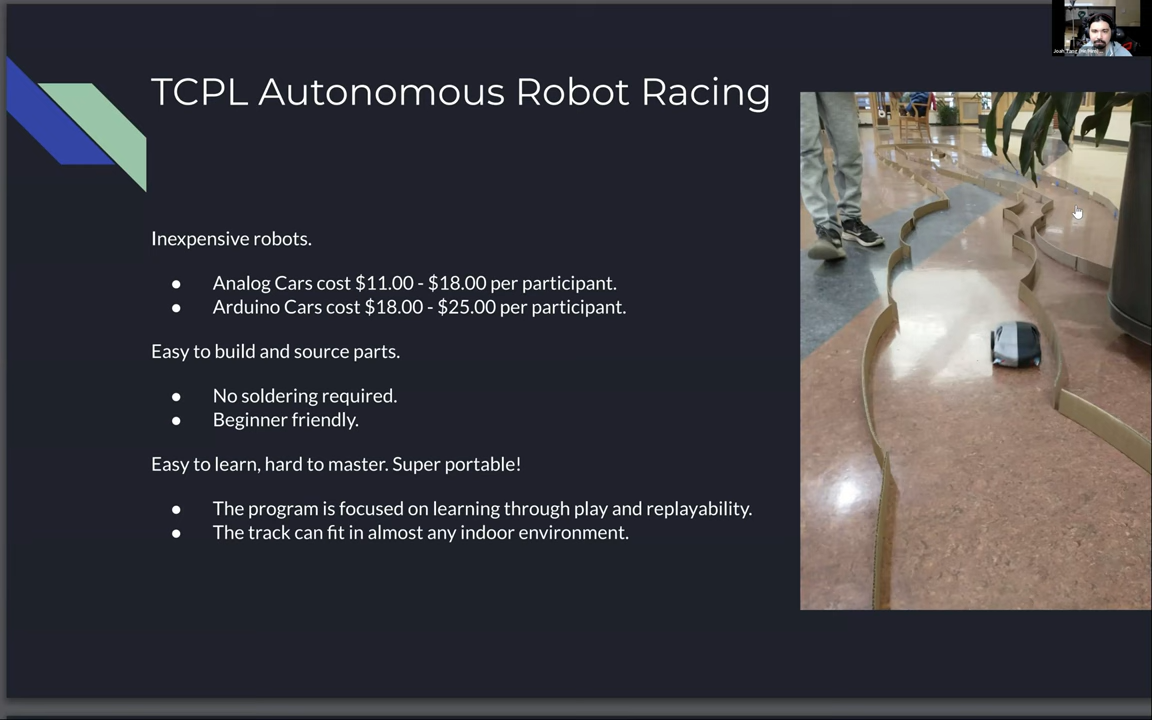 TCPL Autonomous Robot Racing
Inexpensive robots.
● Analog Cars cost $11.00 - $18.00 per participant.
● Arduino Cars cost $18.00 - $25.00 per participant.
Easy to build and source parts.
● No soldering required.
● Beginner friendly.
Easy to learn, hard to master. Super portable!
● The program is focused on learning through play and replayability.
● The track can fit in almost any indoor environment.